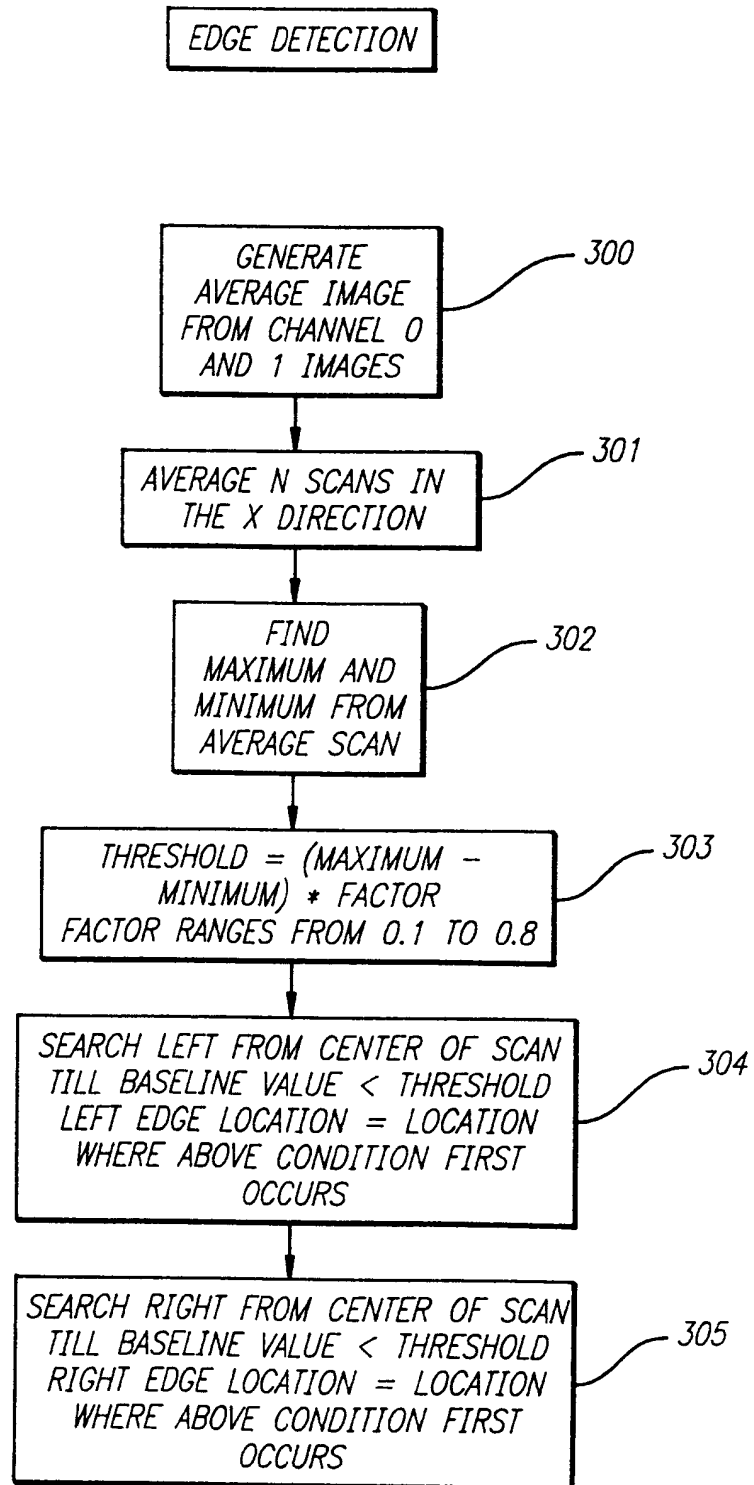 EDGE DETECTION
GENERATE
AVERAGE IMAGE
FROM CHANNEL 0
AND 1 IMAGES
300
AVERAGE N SCANS IN
THE X DIRECTION
301
FIND
MAXIMUM AND
MINIMUM FROM
AVERAGE SCAN
302
THRESHOLD = (MAXIMUM -
MINIMUM) * FACTOR
FACTOR RANGES FROM 0.1 TO 0.8
303
SEARCH LEFT FROM CENTER OF SCAN
TILL BASELINE VALUE < THRESHOLD
LEFT EDGE LOCATION = LOCATION
WHERE ABOVE CONDITION FIRST
OCCURS
304
SEARCH RIGHT FROM CENTER OF SCAN
TILL BASELINE VALUE < THRESHOLD
RIGHT EDGE LOCATION = LOCATION
WHERE ABOVE CONDITION FIRST
OCCURS
305